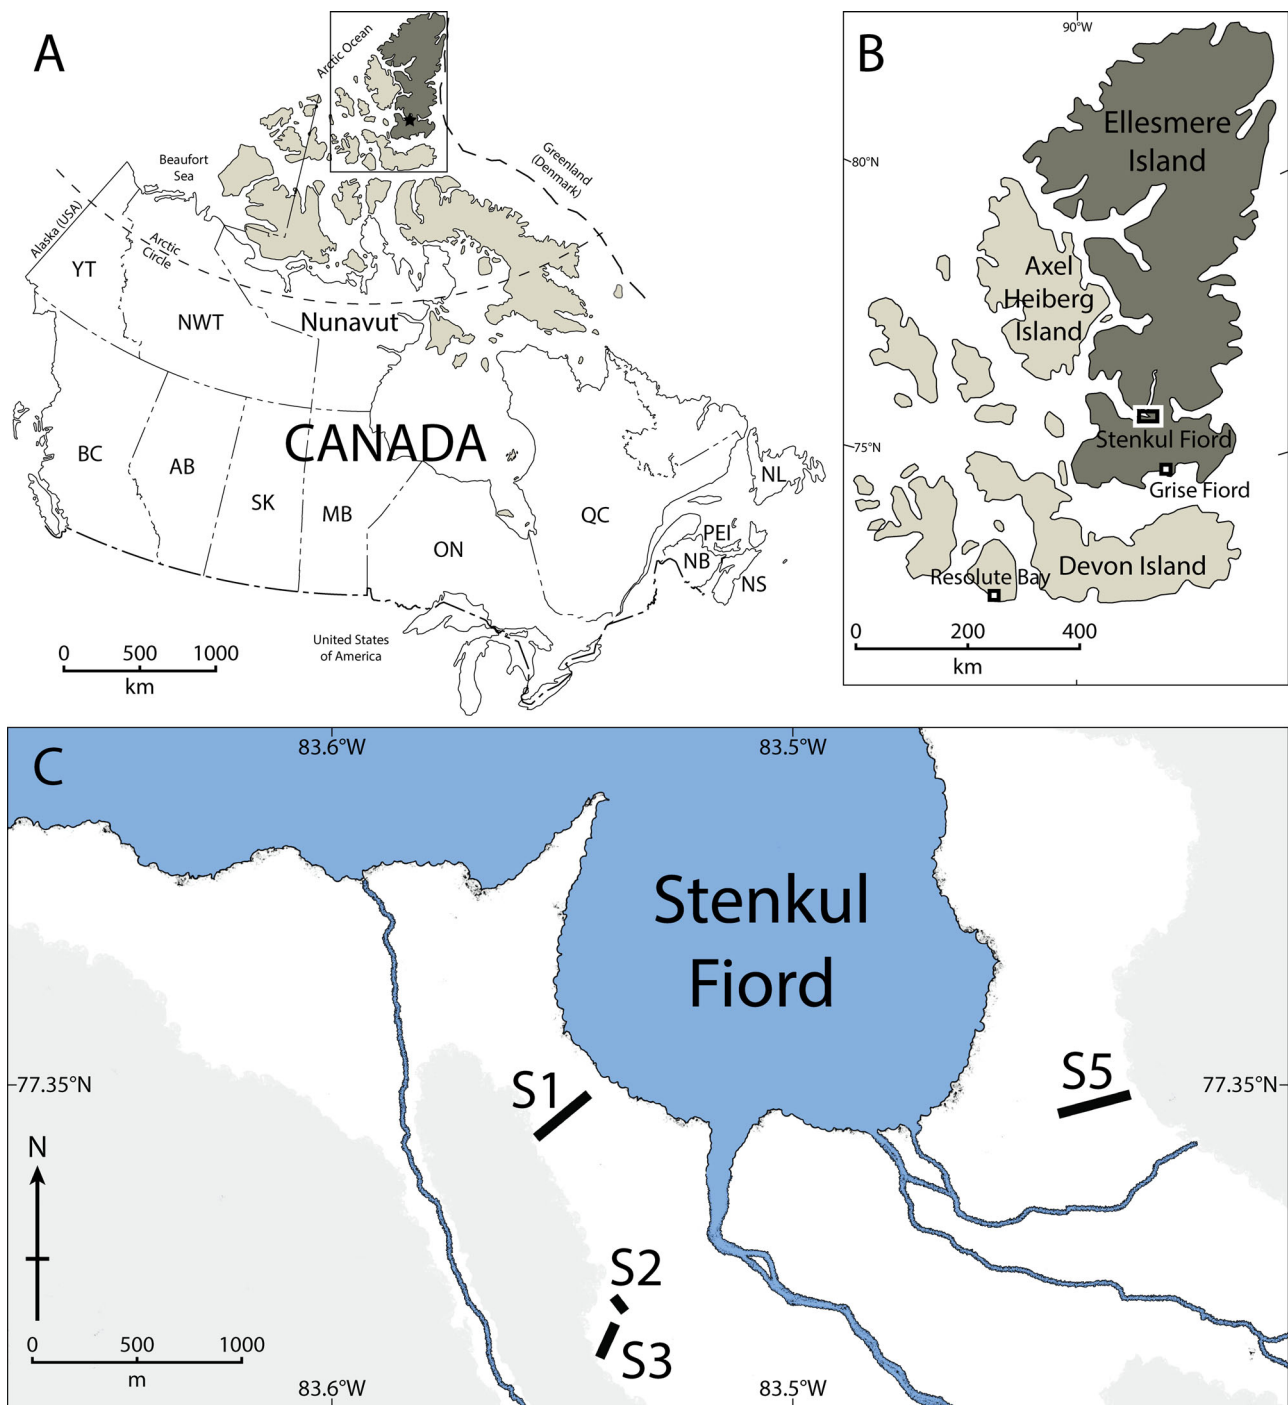 A
Arctic Ocean
Beaufort
Sea
Greenland
(Denmark)
Alaska (USA)
Arctic
Circle
YT
NWT
Nunavut
CANADA
BC
AB
SK
MB
ON
QC
NL
PEI
NB
NS
United States
of America
0 500 1000
km
B
90°W
80°N
75°N
Ellesmere
Island
Axel
Heiberg
Island
Stenkul Fiord
Grise Fiord
Devon Island
Resolute Bay
0 200 400
km
C
83.6°W 83.5°W
Stenkul
Fiord
77.35°N 77.35°N
S1
S5
N
S2
S3
0 500 1000
m
83.6°W 83.5°W